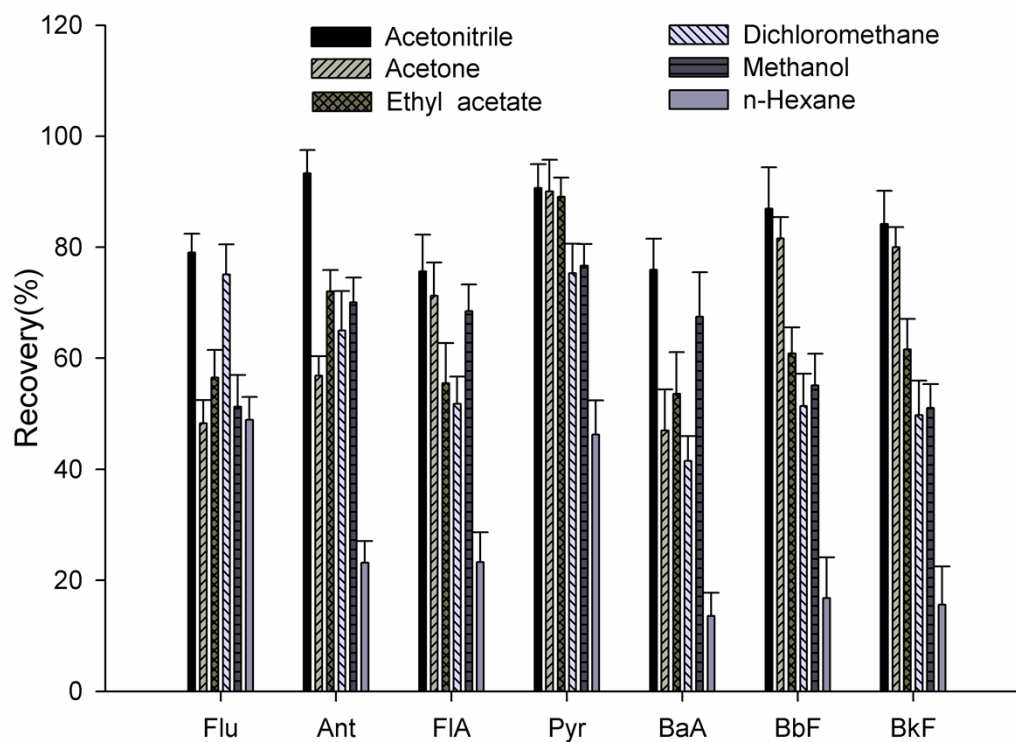 120
100
80
60
40
20
0
Recovery(%)
Acetonitrile
Acetone
Ethyl acetate
Dichloromethane
Methanol
n-Hexane
Flu Ant FlA Pyr BaA BbF BkF